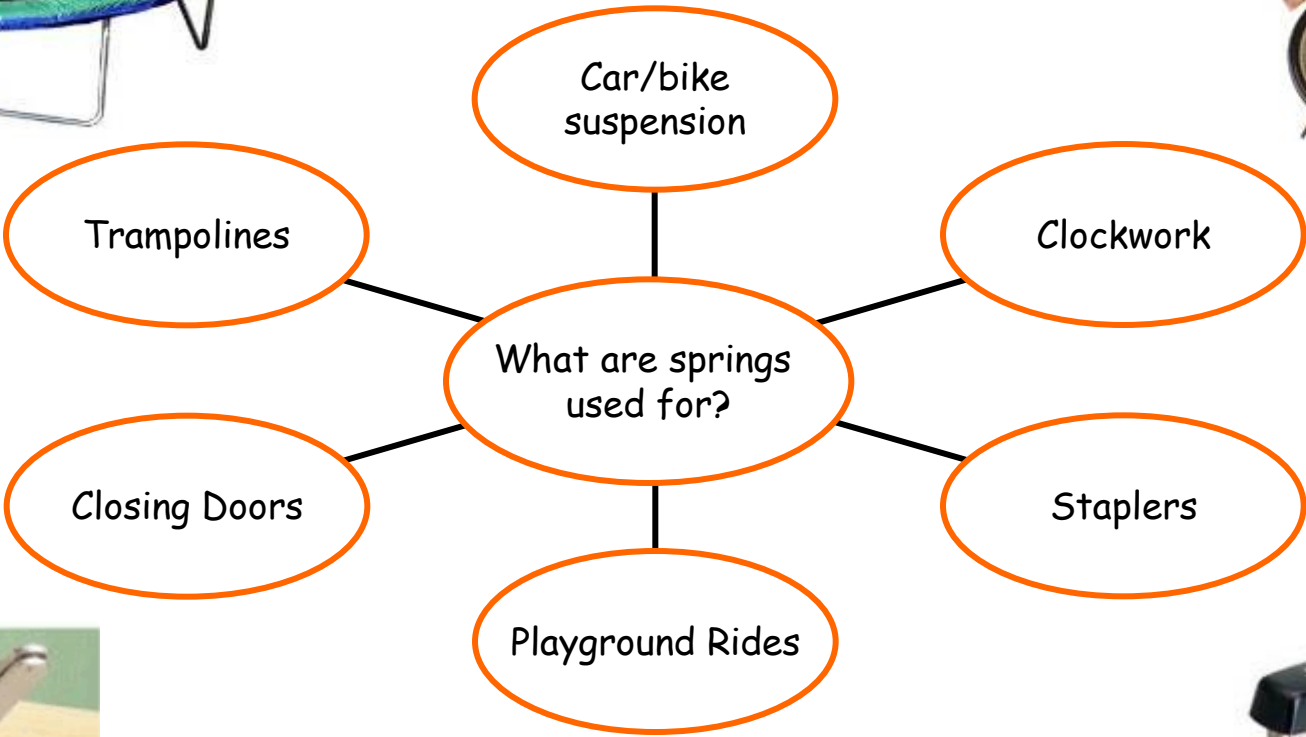 Car/bike
suspension
Trampolines
Clockwork
What are springs
used for?
Closing Doors
Staplers
Playground Rides